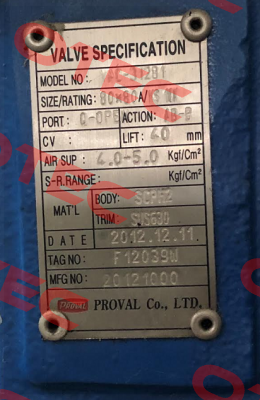 VALVE SPECIFICATION
MODEL NO
SIZE/RATING: 80X80A/
PORT: ACTION:
CV LIFT: 40 mm
AIR SUP 4.0-5.0 Kgf/Cm²
S-R.RANGE: Kgf/Cm²
MAT'L BODY: SCPH2
TRIM: SUS630
DATE 2012.12.11.
TAG NO F12039W
MFG NO 20121000
PROVAL PROVAL Co., LTD.